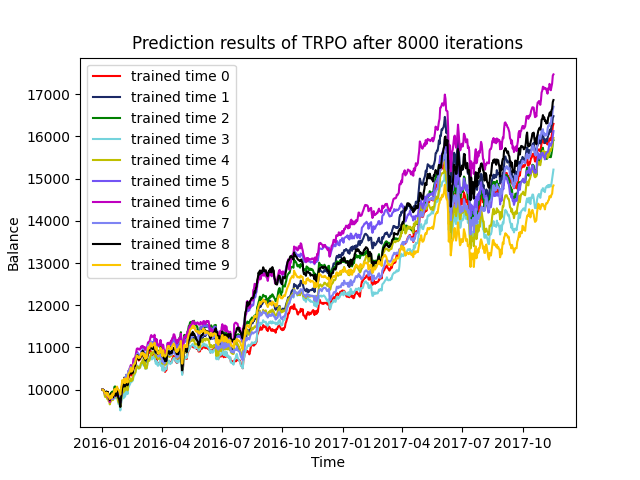 Prediction results of TRPO after 8000 iterations
trained time 0
trained time 1
trained time 2
trained time 3
trained time 4
trained time 5
trained time 6
trained time 7
trained time 8
trained time 9
17000
16000
15000
14000
13000
12000
11000
10000
Balance
2016-01 2016-04 2016-07 2016-10 2017-01 2017-04 2017-07 2017-10
Time